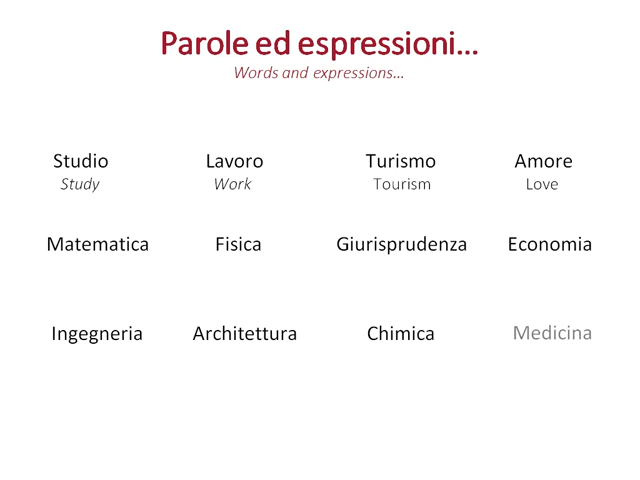 Parole ed espressioni...
Words and expressions...
Studio Lavoro Turismo Amore
Study Work Tourism Love
Matematica Fisica Giurisprudenza Economia
Ingegneria Architettura Chimica Medicina